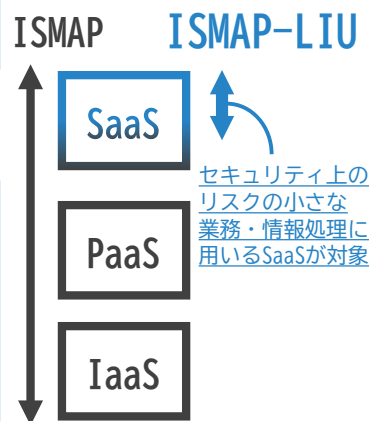 ISMAP
ISMAP-LIU
SaaS
セキュリティ上の
リスクの小さな
業務・情報処理に
用いるSaaSが対象
PaaS
IaaS